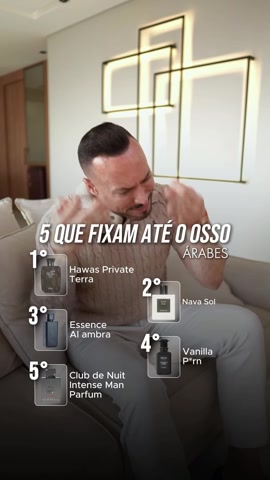 5 QUE FIXAM ATÉ O OSSO
ÁRABES
1°
Hawas Private
Terra
2°
Nava Sol
3°
Essence
Al ambra
4°
Vanilla
P*rn
5°
Club de Nuit
Intense Man
Parfum